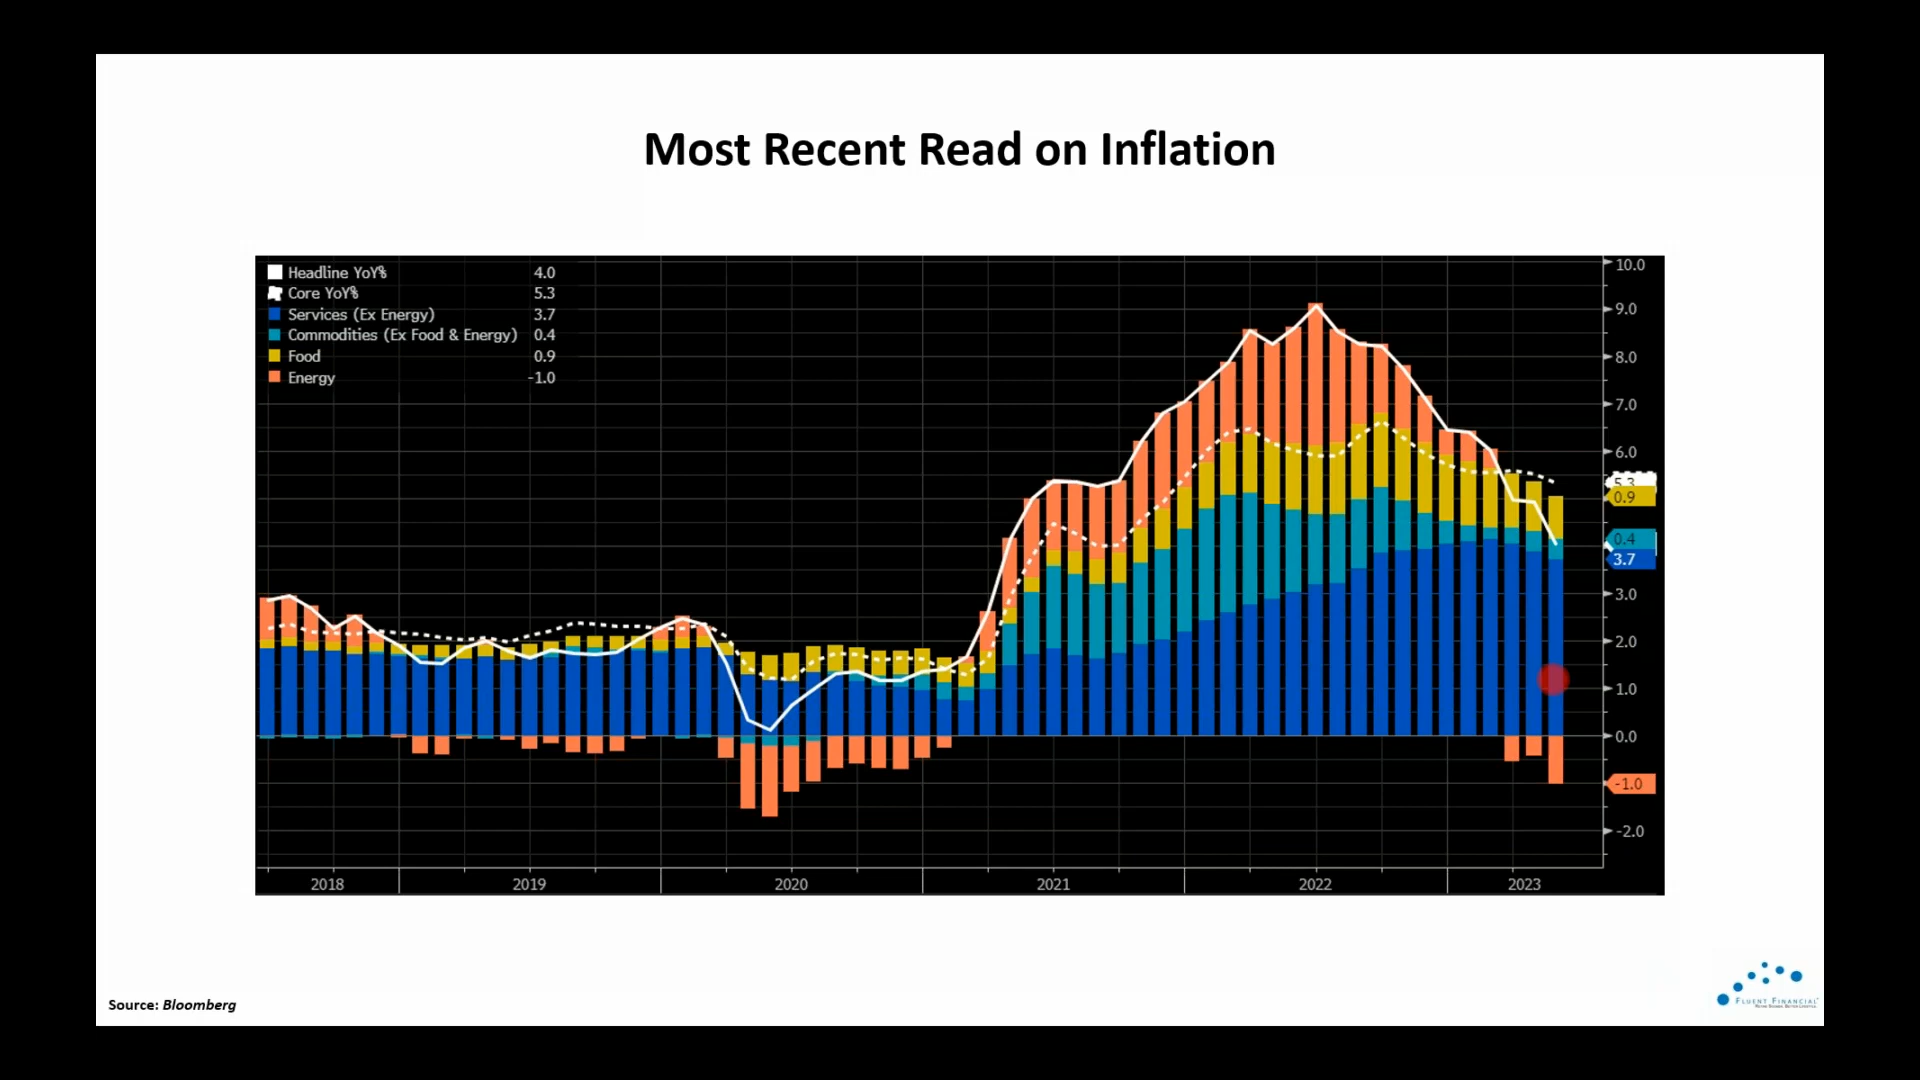 Most Recent Read on Inflation
Headline YoY% 4.0
Core YoY% 5.3
Services (Ex Energy) 3.7
Commodities (Ex Food & Energy) 0.4
Food 0.9
Energy -1.0
10.0
9.0
8.0
7.0
6.0
5.3
0.9
0.4
3.7
3.0
2.0
1.0
0.0
-1.0
-2.0
2018 2019 2020 2021 2022 2023
Source: Bloomberg
FLUENT FINANCIAL